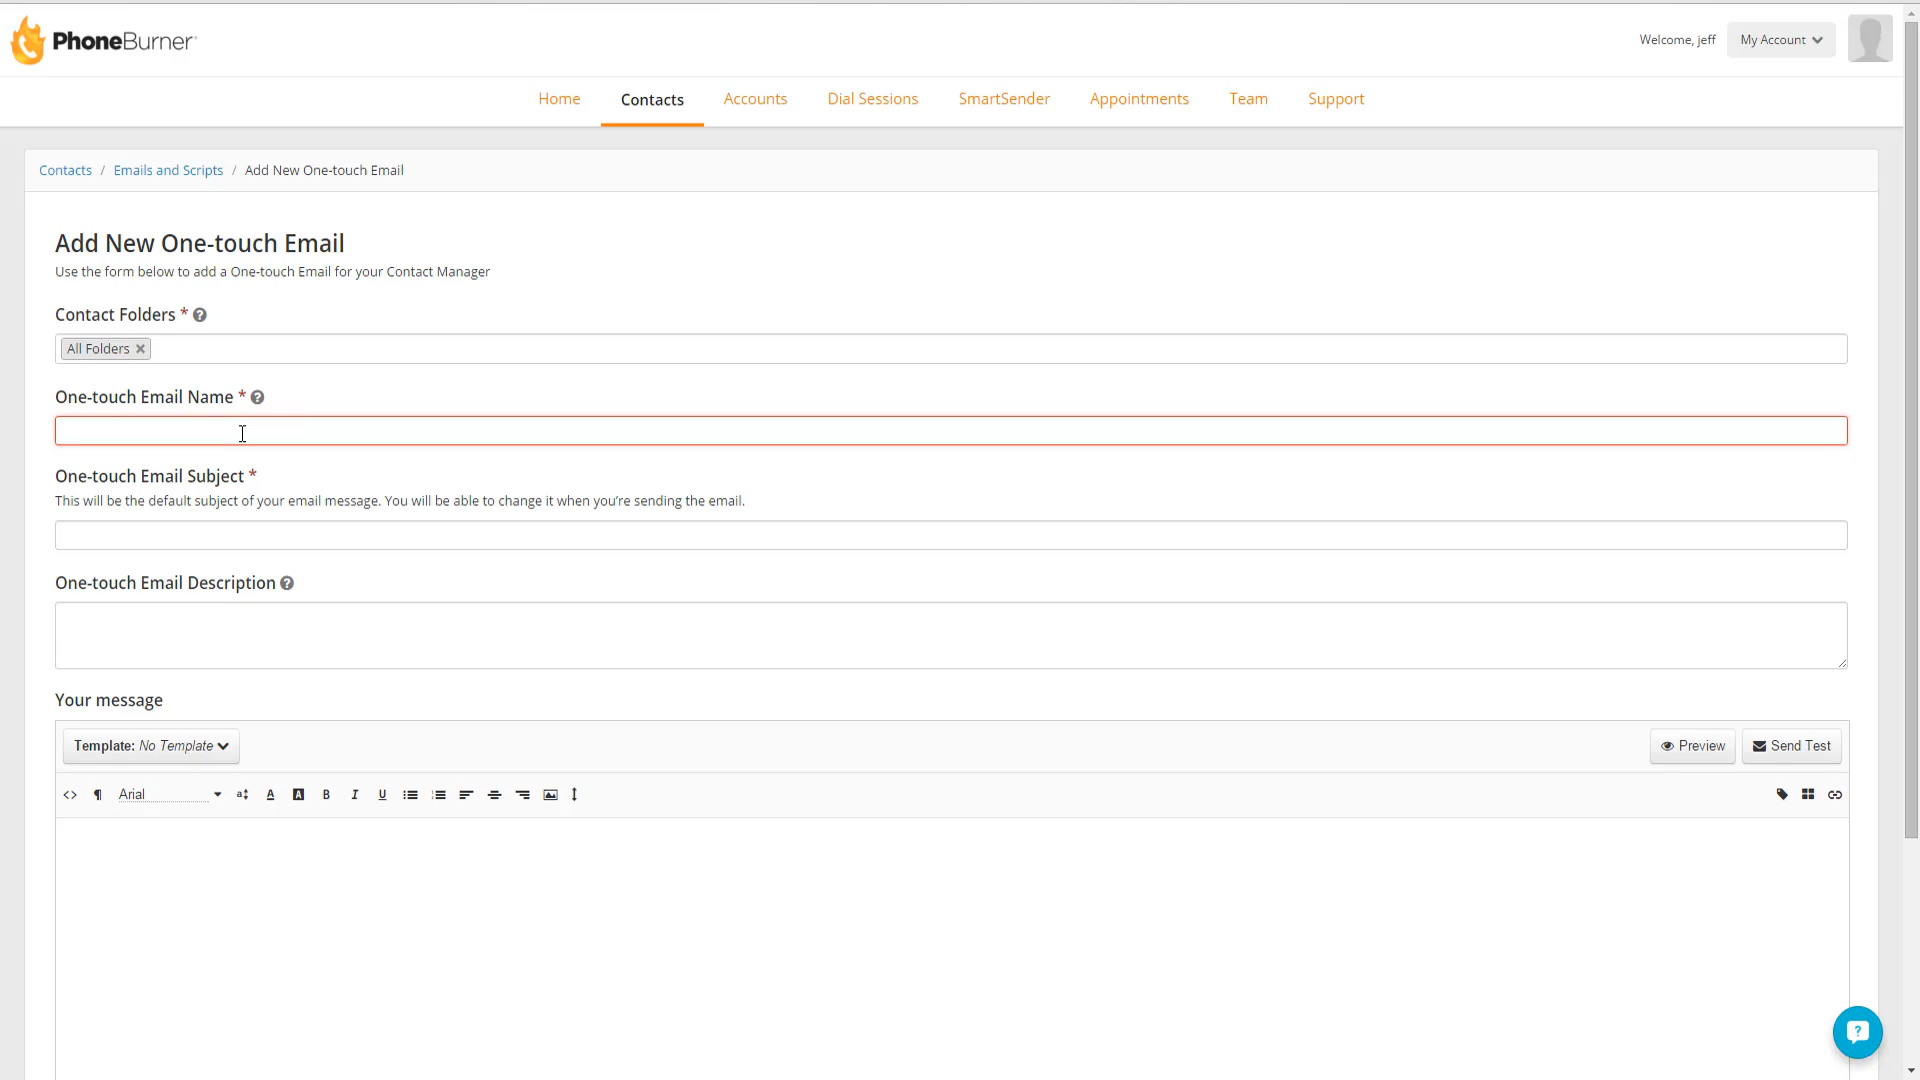 PhoneBurner
Welcome, jeff
My Account
Home
Contacts
Accounts
Dial Sessions
SmartSender
Appointments
Team
Support
Contacts / Emails and Scripts / Add New One-touch Email
Add New One-touch Email
Use the form below to add a One-touch Email for your Contact Manager
Contact Folders *
All Folders
One-touch Email Name *
One-touch Email Subject *
This will be the default subject of your email message. You will be able to change it when you're sending the email.
One-touch Email Description
Your message
Template: No Template
Preview
Send Test
Arial